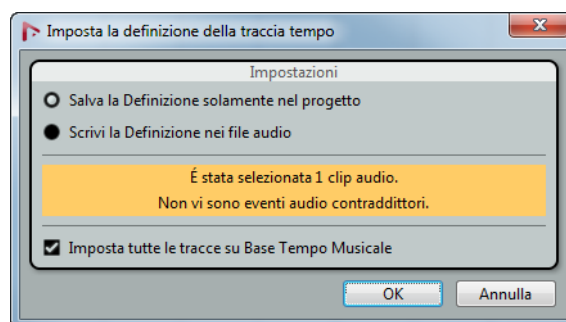 Imposta la definizione della traccia tempo
Impostazioni
Salva la Definizione solamente nel progetto
Scrivi la Definizione nei file audio
É stata selezionata 1 clip audio.
Non vi sono eventi audio contraddittori.
Imposta tutte le tracce su Base Tempo Musicale
OK
Annulla